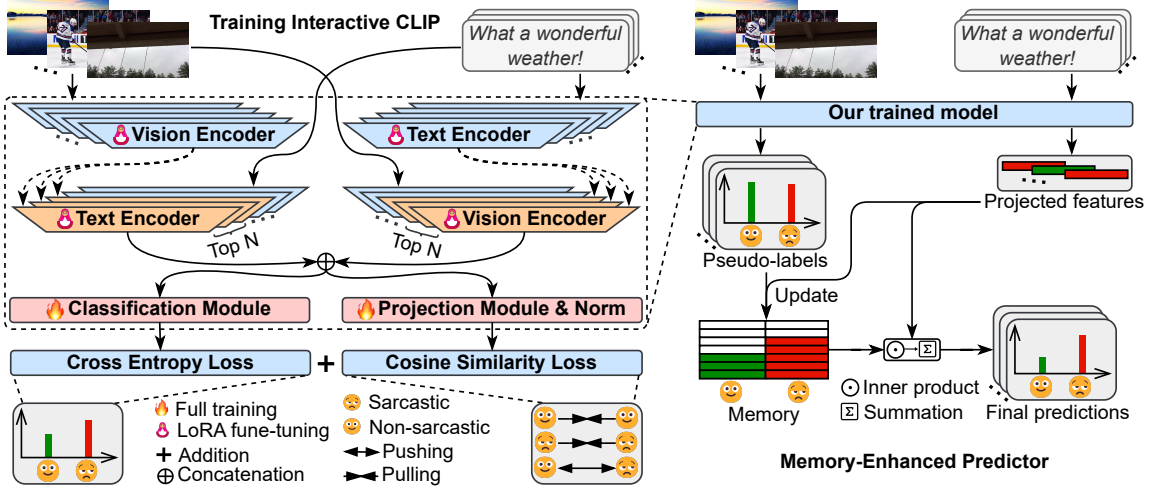 Training Interactive CLIP
What a wonderful
weather!
Vision Encoder
Text Encoder
Text Encoder
Vision Encoder
Top N
Top N
Classification Module
Projection Module & Norm
Cross Entropy Loss
+
Cosine Similarity Loss
Full training
LoRA fune-tuning
Addition
Concatenation
Sarcastic
Non-sarcastic
Pushing
Pulling
What a wonderful
weather!
Our trained model
Projected features
Pseudo-labels
Update
Σ
Memory
Inner product
Σ Summation
Final predictions
Memory-Enhanced Predictor